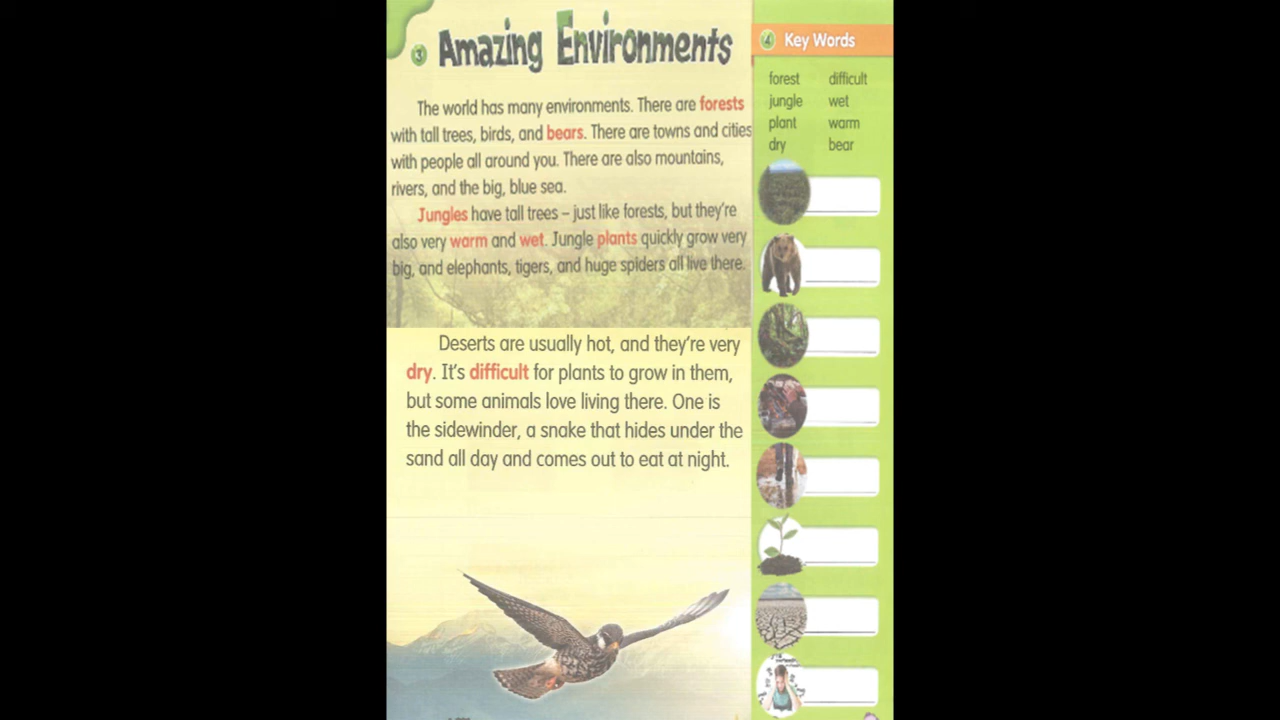 3 Amazing Environments
The world has many environments. There are forests
with tall trees, birds, and bears. There are towns and cities
with people all around you. There are also mountains,
rivers, and the big, blue sea.
Jungles have tall trees – just like forests, but they're
also very warm and wet. Jungle plants quickly grow very
big, and elephants, tigers, and huge spiders all live there.
Deserts are usually hot, and they're very
dry. It's difficult for plants to grow in them,
but some animals love living there. One is
the sidewinder, a snake that hides under the
sand all day and comes out to eat at night.
4 Key Words
forest difficult
jungle wet
plant warm
dry bear